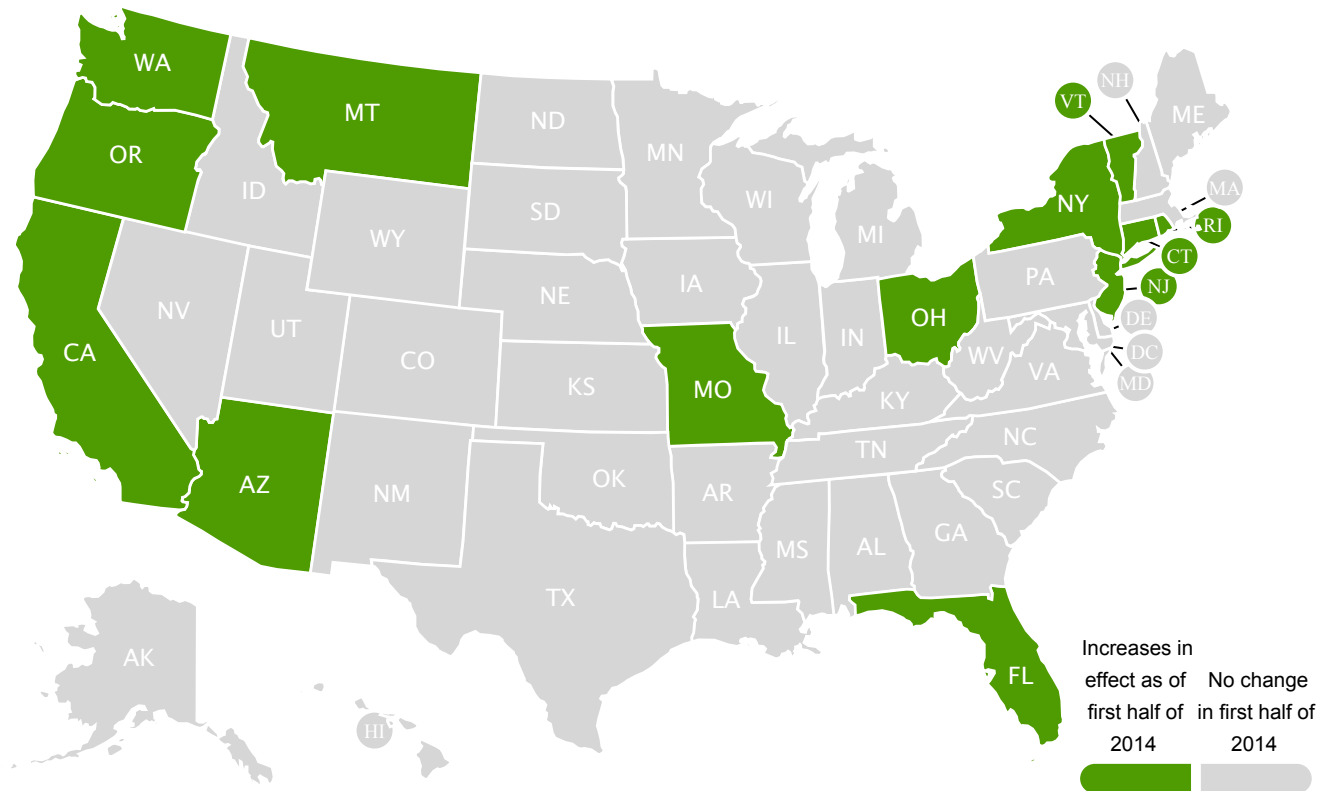 WA
MT
ND
MN
OR
ID
WY
SD
WI
MI
NY
VT
NH
ME
MA
RI
CT
NJ
PA
DE
DC
MD
NV
UT
NE
IA
CA
CO
KS
MO
IL
IN
OH
WV
VA
KY
AZ
NM
OK
AR
TN
NC
SC
TX
LA
MS
AL
GA
AK
HI
FL
Increases in
effect as of
first half of
2014
No change
in first half of
2014